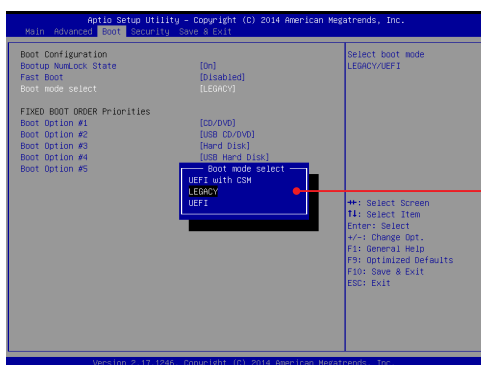 Aptio Setup Utility – Copyright (C) 2014 American Megatrends, Inc.
Main Advanced Boot Security Save & Exit
Boot Configuration
Bootup NumLock State [On]
Fast Boot [Disabled]
Boot mode select [LEGACY]
FIXED BOOT ORDER Priorities
Boot Option #1 [CD/DVD]
Boot Option #2 [USB CD/DVD]
Boot Option #3 [Hard Disk]
Boot Option #4 [USB Hard Disk]
Boot Option #5
Boot mode select
UEFI with CSM
LEGACY
UEFI
Select boot mode
LEGACY/UEFI
→←: Select Screen
↑↓: Select Item
Enter: Select
+/-: Change Opt.
F1: General Help
F9: Optimized Defaults
F10: Save & Exit
ESC: Exit
Version 2.17.1246. Copyright (C) 2014 American Megatrends, Inc.